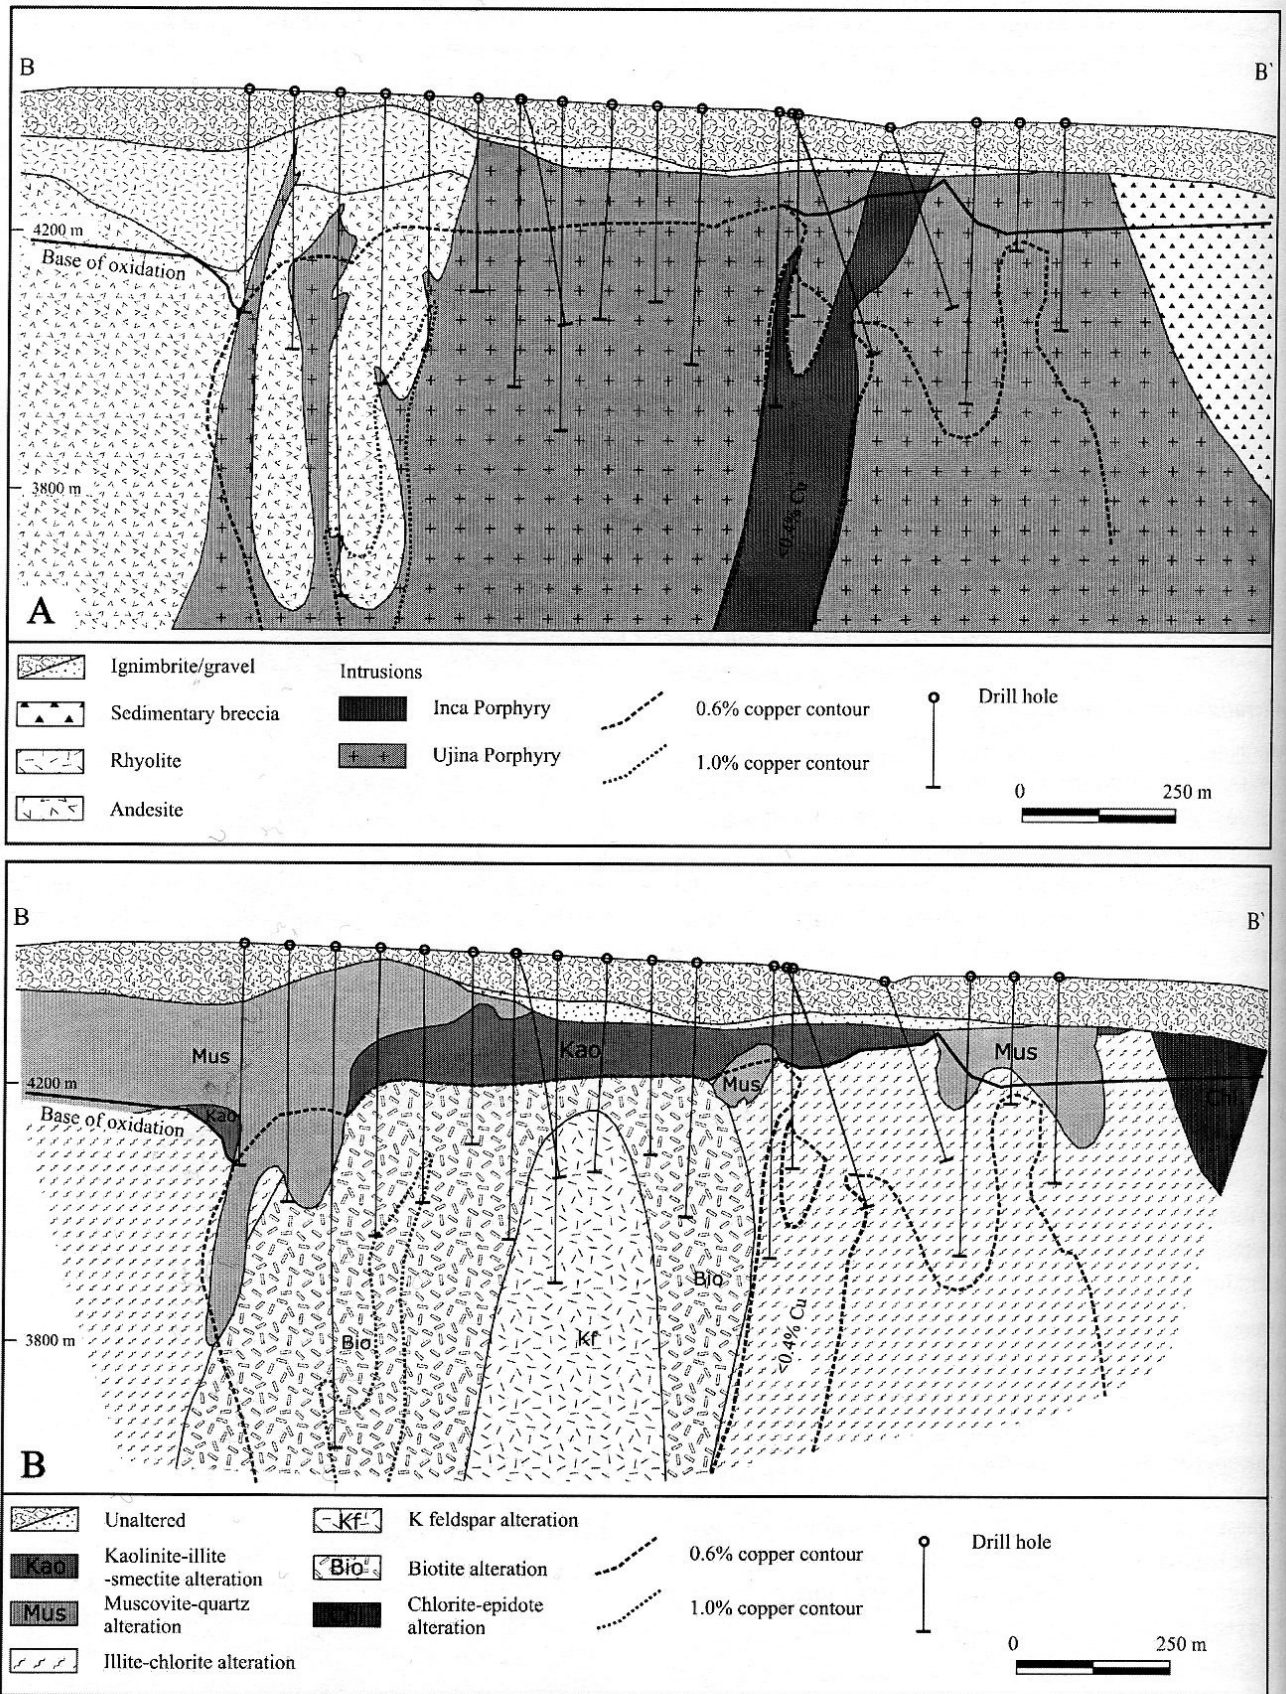 B
B`
4200 m
Base of oxidation
3800 m
<0.4% Cu
A
Ignimbrite/gravel
Sedimentary breccia
Rhyolite
Andesite
Intrusions
Inca Porphyry
Ujina Porphyry
0.6% copper contour
1.0% copper contour
Drill hole
0
250 m
B
B`
Mus
Kao
Mus
Mus
4200 m
Kao
Chl
Base of oxidation
Bio
3800 m
Bio
Kf
<0.4% Cu
B
Unaltered
Kao
Kaolinite-illite
-smectite alteration
Mus
Muscovite-quartz
alteration
Illite-chlorite alteration
Kf
K feldspar alteration
Bio
Biotite alteration
Chlorite-epidote
alteration
0.6% copper contour
1.0% copper contour
Drill hole
0
250 m